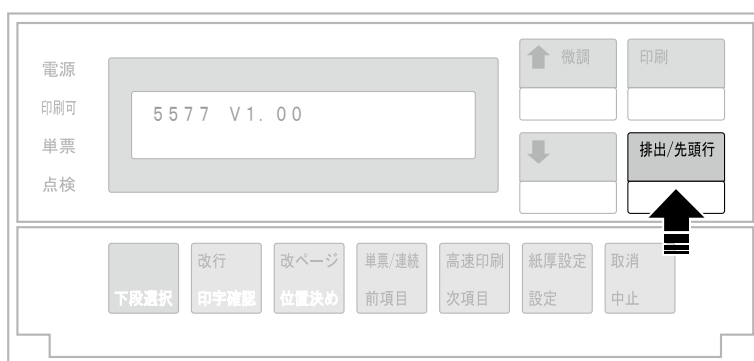 電源
印刷可
単票
点検
5577 V1.00
微調
印刷
排出/先頭行
下段選択
改行
印字確認
改ページ
位置決め
単票/連続
前項目
高速印刷
次項目
紙厚設定
設定
取消
中止